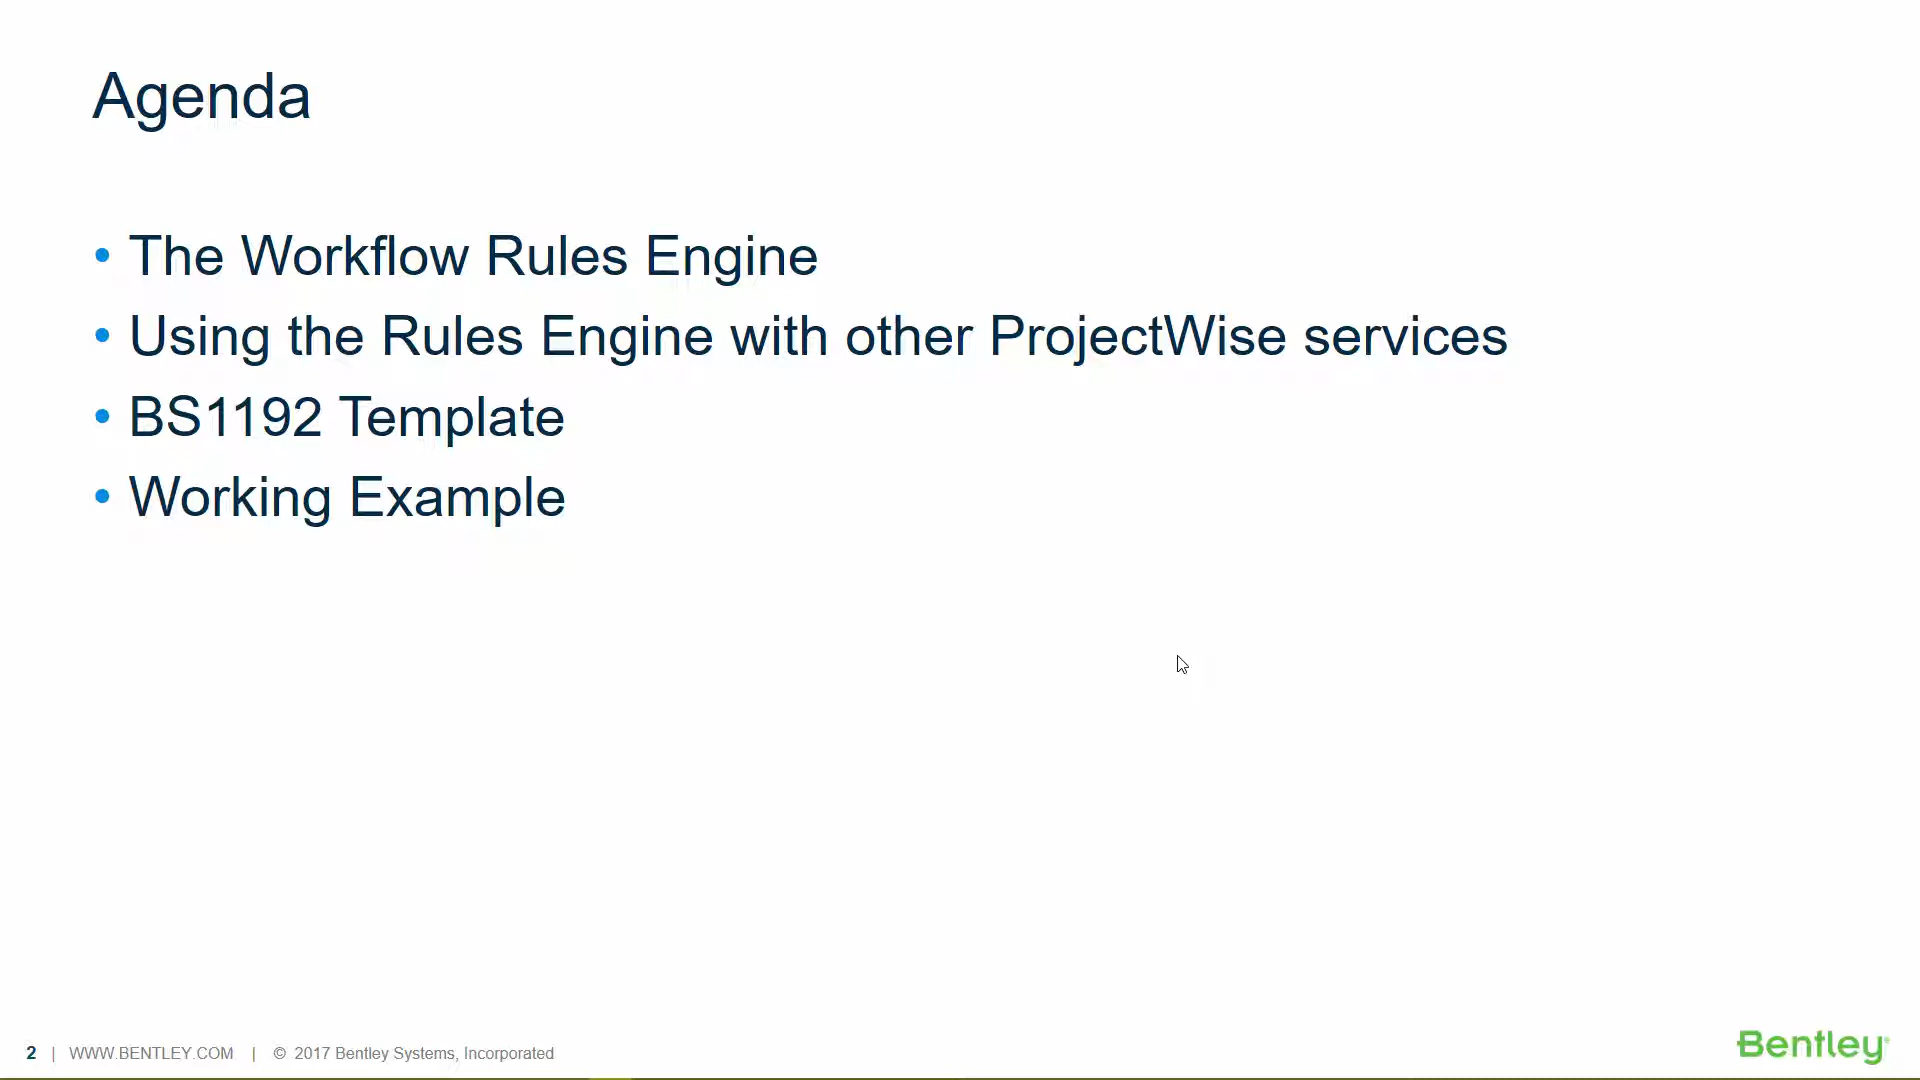 Agenda
• The Workflow Rules Engine
• Using the Rules Engine with other ProjectWise services
• BS1192 Template
• Working Example
2 | WWW.BENTLEY.COM | © 2017 Bentley Systems, Incorporated
Bentley®